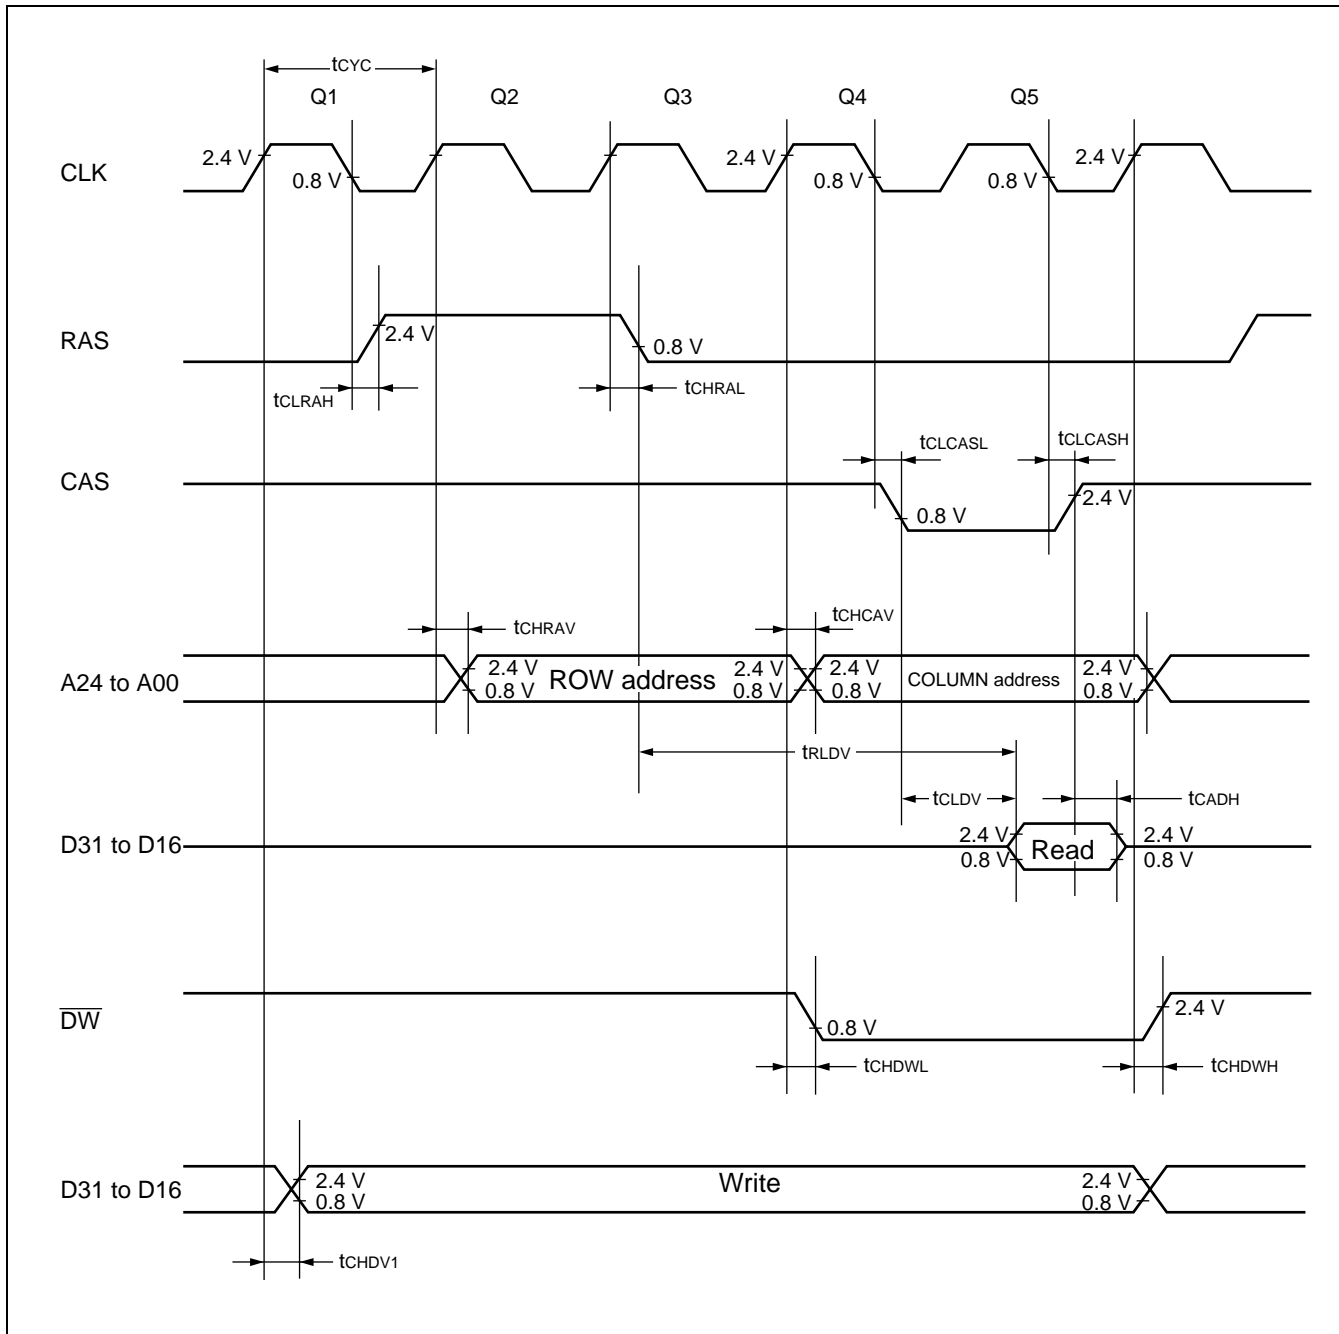 tCYC
Q1 Q2 Q3 Q4 Q5
CLK
2.4 V
0.8 V
2.4 V
0.8 V
0.8 V
2.4 V
RAS
2.4 V
0.8 V
tCLRAH
tCHRAL
CAS
tCLCASL
tCLCASH
0.8 V
2.4 V
tCHRAV
tCHCAV
A24 to A00
2.4 V
0.8 V
ROW address
2.4 V
0.8 V
2.4 V
0.8 V
COLUMN address
2.4 V
0.8 V
tRLDV
tCLDV
tCADH
D31 to D16
2.4 V
0.8 V
Read
2.4 V
0.8 V
DW
0.8 V
2.4 V
tCHDWL
tCHDWH
D31 to D16
2.4 V
0.8 V
Write
2.4 V
0.8 V
tCHDV1